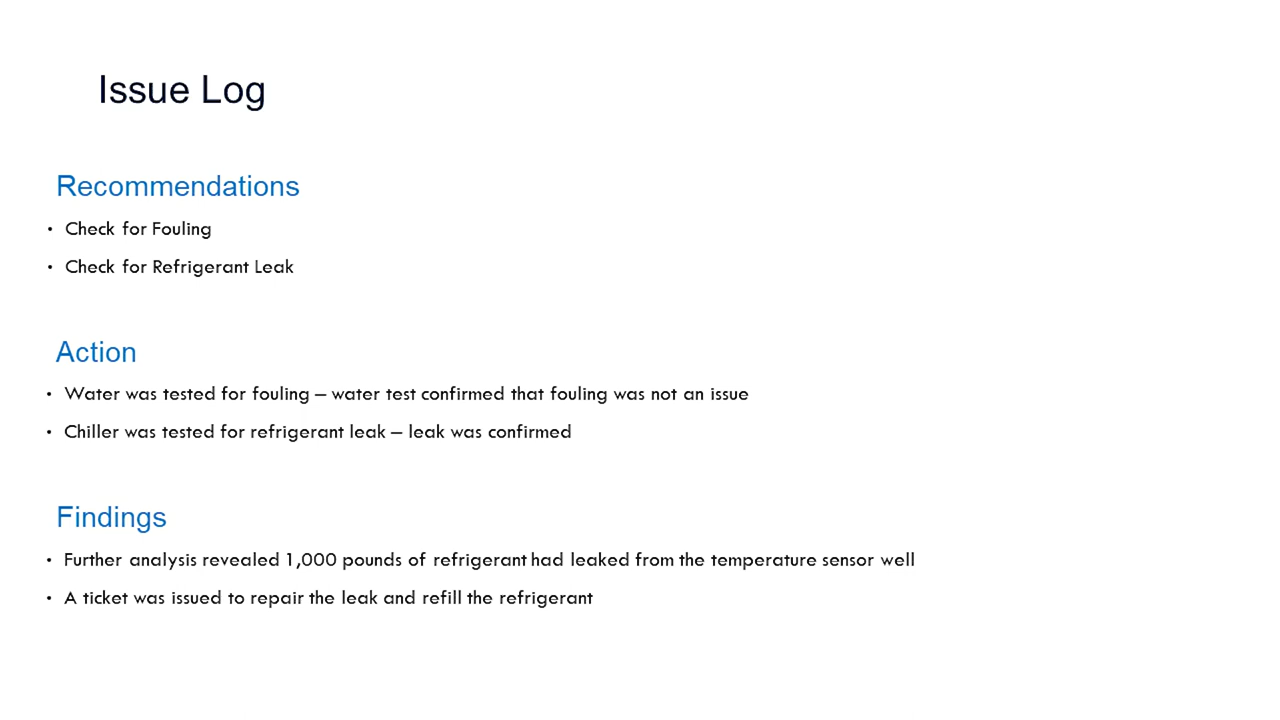 Issue Log
Recommendations
• Check for Fouling
• Check for Refrigerant Leak
Action
• Water was tested for fouling – water test confirmed that fouling was not an issue
• Chiller was tested for refrigerant leak – leak was confirmed
Findings
• Further analysis revealed 1,000 pounds of refrigerant had leaked from the temperature sensor well
• A ticket was issued to repair the leak and refill the refrigerant